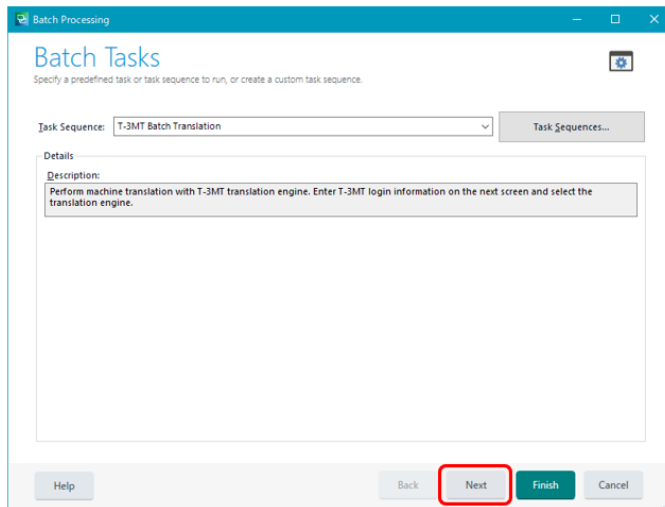 Batch Processing
Batch Tasks
Specify a predefined task or task sequence to run, or create a custom task sequence.
Task Sequence: T-3MT Batch Translation Task Sequences...
Details
Description:
Perform machine translation with T-3MT translation engine. Enter T-3MT login information on the next screen and select the
translation engine.
Help Back Next Finish Cancel